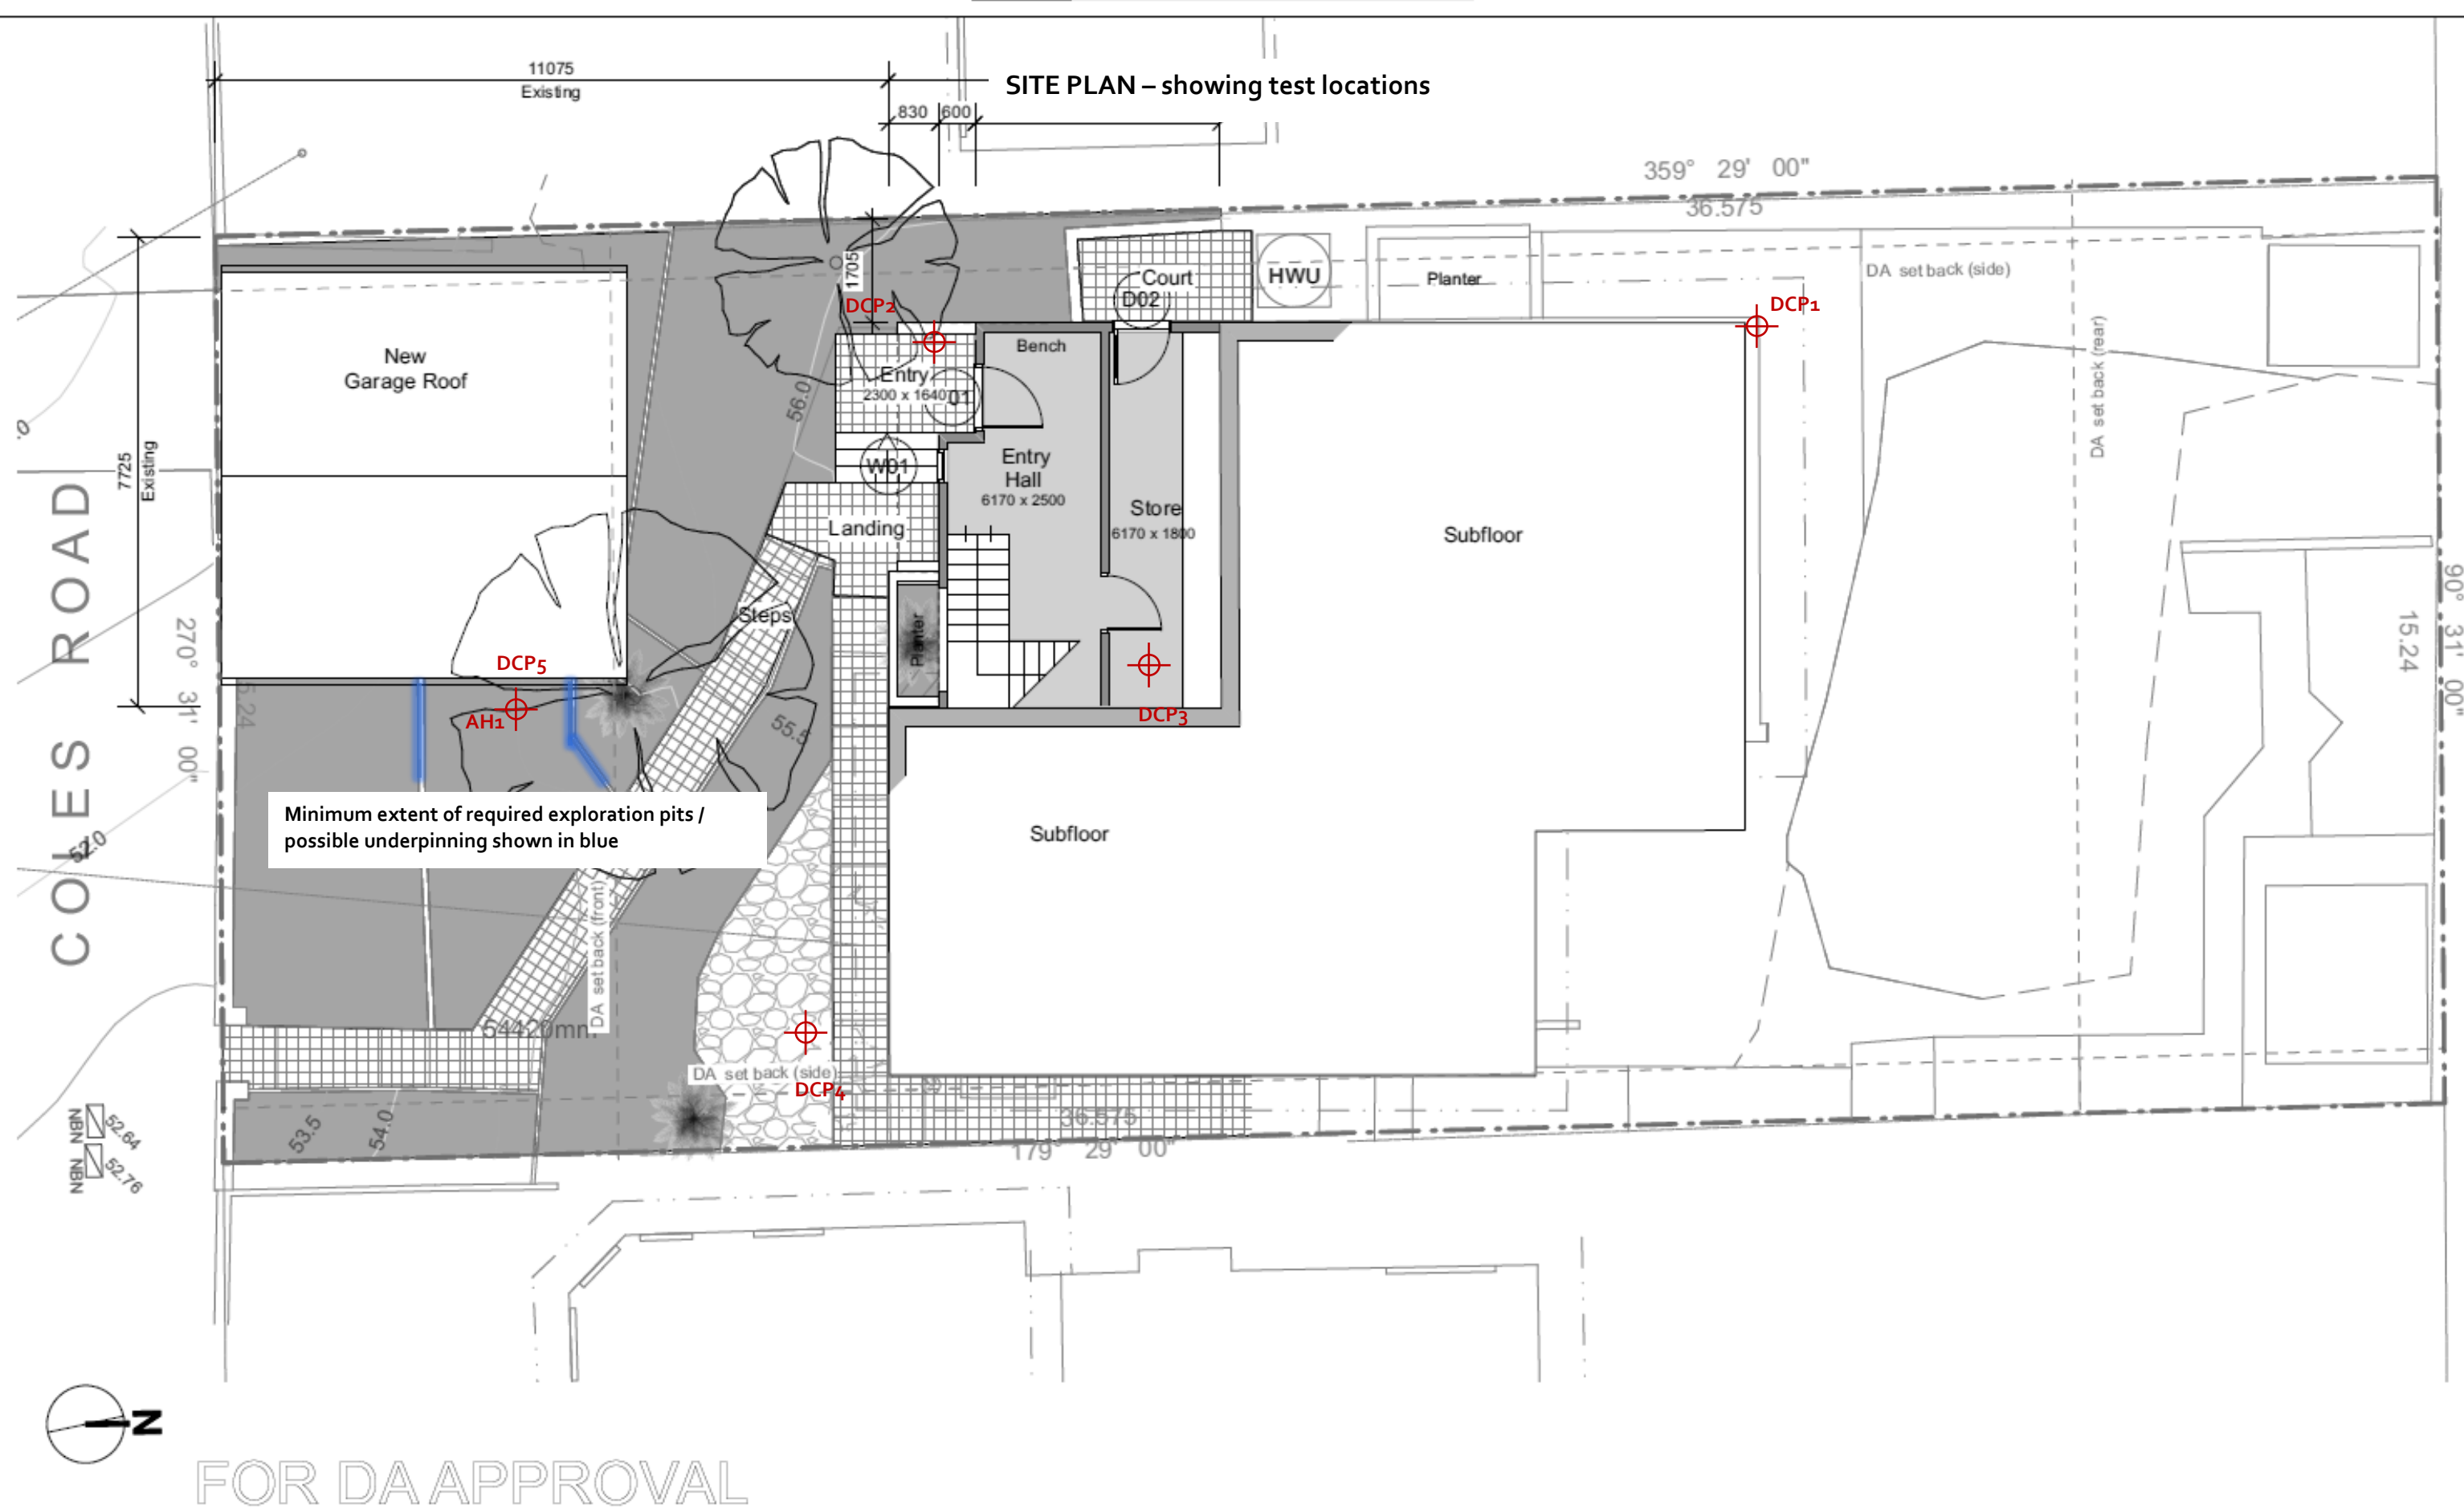 11075
Existing
SITE PLAN – showing test locations
830
600
359° 29' 00"
36.575
1705
Court
D02
HWU
Planter
DA set back (side)
DCP1
DCP2
New
Garage Roof
Bench
Entry
2300 x 1640
01
56.0
DA set back (rear)
7725
Existing
W01
Entry
Hall
6170 x 2500
Store
6170 x 1800
Landing
Subfloor
COLES ROAD
270° 31' 00"
Steps
Planter
90° 31' 00"
15.24
DCP5
AH1
5.24
55.5
DCP3
Minimum extent of required exploration pits /
possible underpinning shown in blue
Subfloor
52.0
DA set back (front)
54420mm
DA set back (side)
DCP4
36.575
179° 29' 00"
53.5
54.0
NBN
52.64
NBN
52.76
N
FOR DA APPROVAL